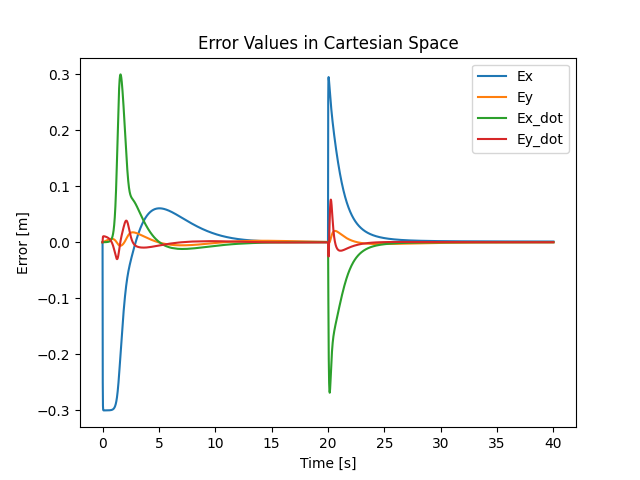 Error Values in Cartesian Space
Ex
Ey
Ex_dot
Ey_dot
Error [m]
0.3
0.2
0.1
0.0
−0.1
−0.2
−0.3
0 5 10 15 20 25 30 35 40
Time [s]